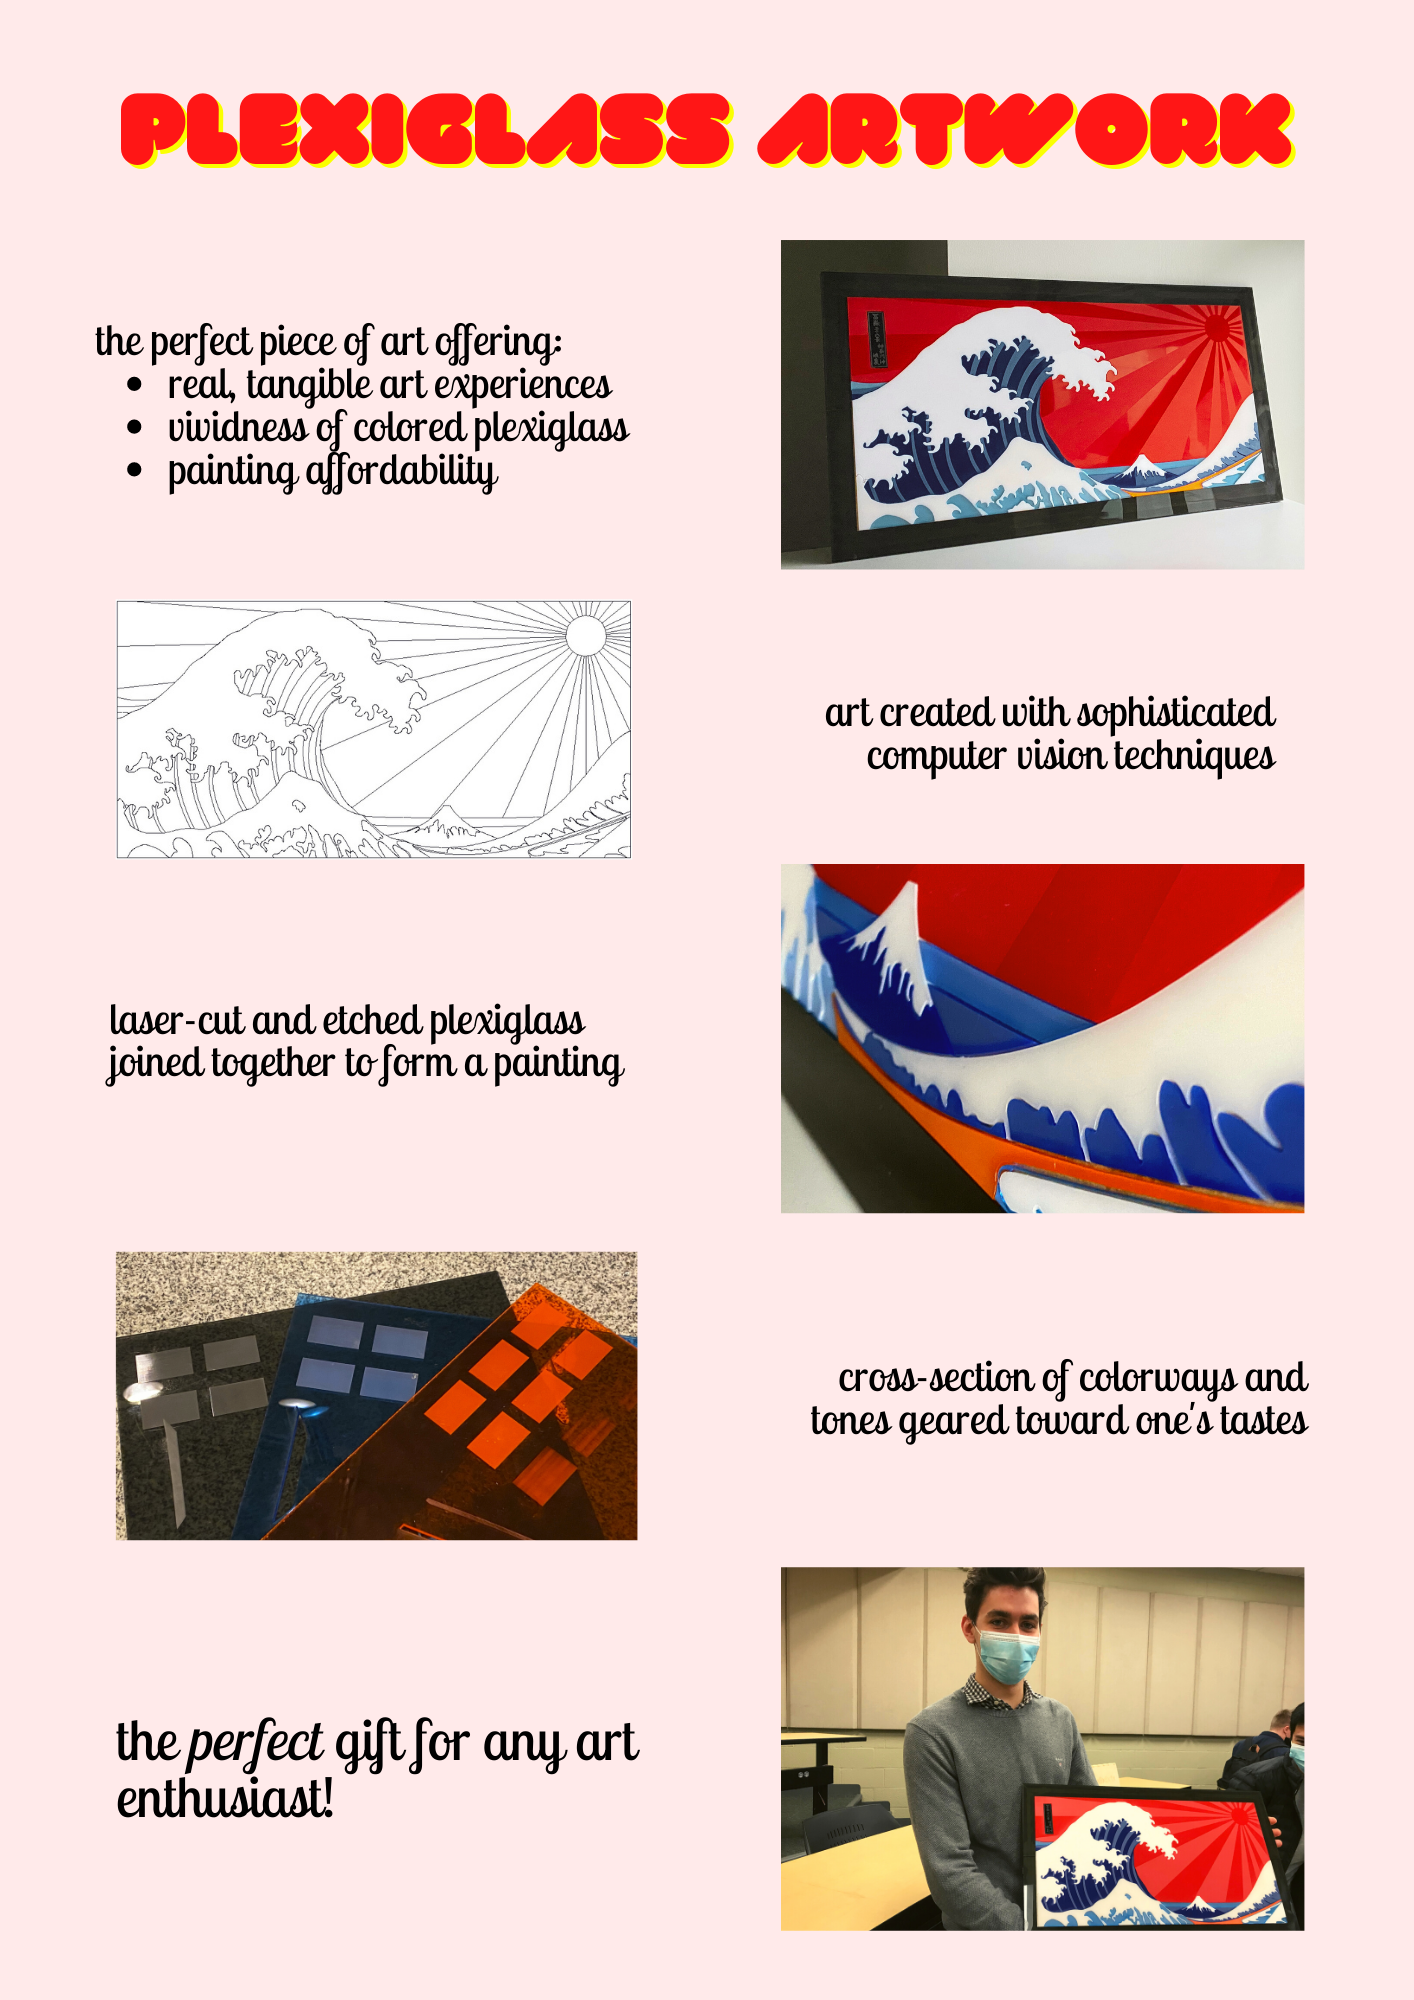 PLEXIGLASS ARTWORK
the perfect piece of art offering:
• real, tangible art experiences
• vividness of colored plexiglass
• painting affordability
art created with sophisticated
computer vision techniques
laser-cut and etched plexiglass
joined together to form a painting
cross-section of colorways and
tones geared toward one's tastes
the perfect gift for any art
enthusiast!